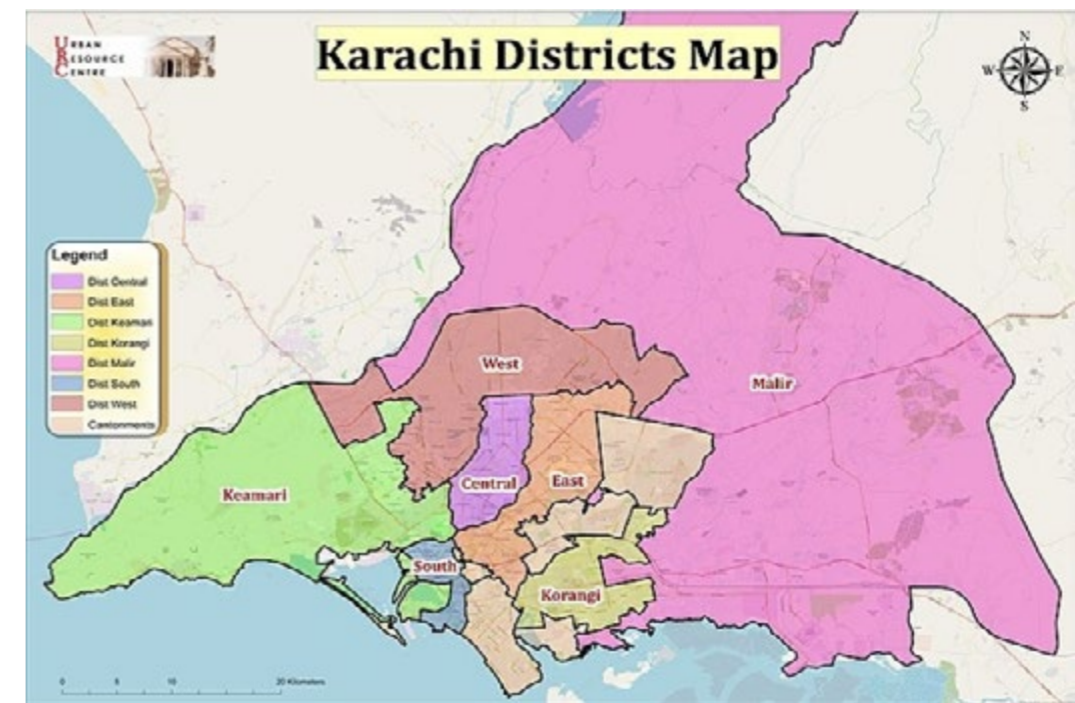 URBAN
RESOURCE
CENTRE
Karachi Districts Map
N
W E
S
Legend
Dist Central
Dist East
Dist Keamari
Dist Korangi
Dist Malir
Dist South
Dist West
Cantonments
West
Malir
Central
East
Keamari
South
Korangi
0 5 10 20 Kilometers